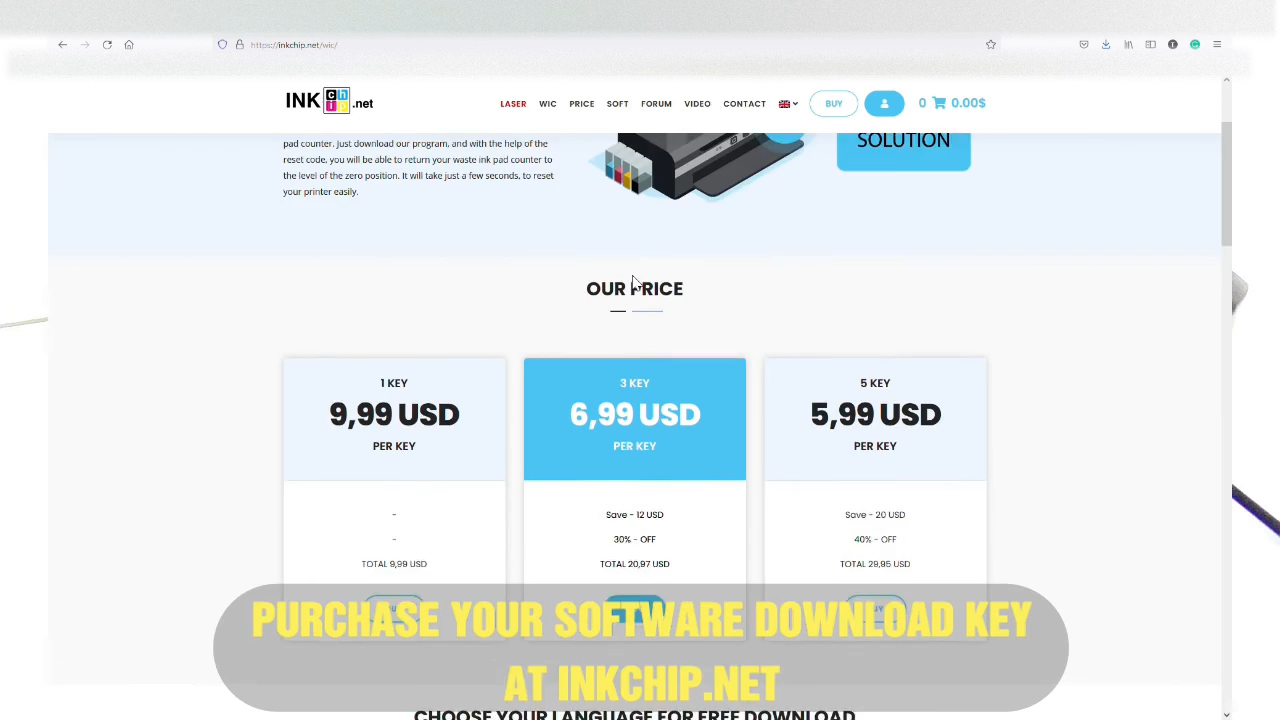 https://inkchip.net/wic/
INK chip .net
LASER WIC PRICE SOFT FORUM VIDEO CONTACT BUY 0 0.00$
pad counter. Just download our program, and with the help of the
reset code, you will be able to return your waste ink pad counter to
the level of the zero position. It will take just a few seconds, to reset
your printer easily.
SOLUTION
OUR PRICE
1 KEY
9,99 USD
PER KEY
-
-
TOTAL 9,99 USD
3 KEY
6,99 USD
PER KEY
Save - 12 USD
30% - OFF
TOTAL 20,97 USD
5 KEY
5,99 USD
PER KEY
Save - 20 USD
40% - OFF
TOTAL 29,95 USD
PURCHASE YOUR SOFTWARE DOWNLOAD KEY
AT INKCHIP.NET
CHOOSE YOUR LANGUAGE FOR FREE DOWNLOAD